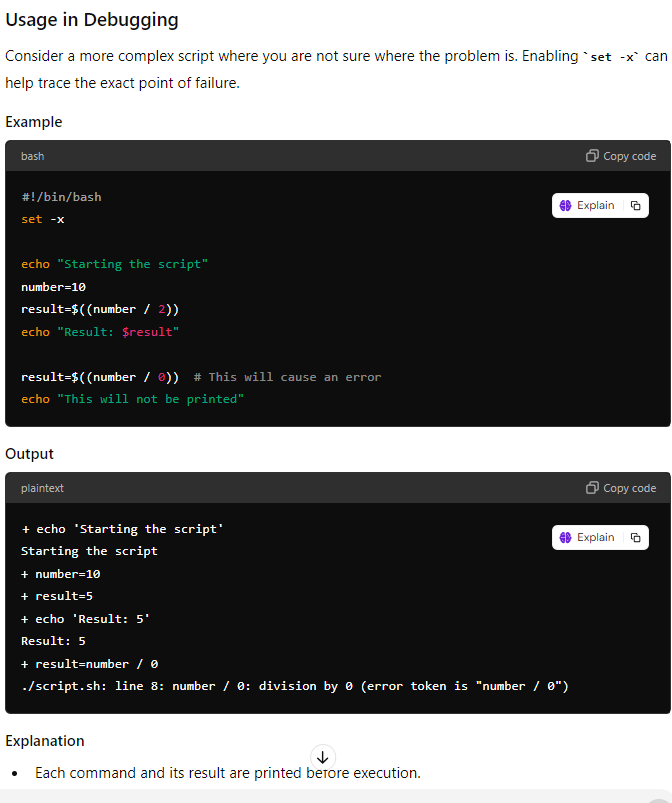 Usage in Debugging
Consider a more complex script where you are not sure where the problem is. Enabling `set -x` can
help trace the exact point of failure.
Example
bash
Copy code
#!/bin/bash
Explain
set -x
echo "Starting the script"
number=10
result=$((number / 2))
echo "Result: $result"
result=$((number / 0))  # This will cause an error
echo "This will not be printed"
Output
plaintext
Copy code
+ echo 'Starting the script'
Explain
Starting the script
+ number=10
+ result=5
+ echo 'Result: 5'
Result: 5
+ result=number / 0
./script.sh: line 8: number / 0: division by 0 (error token is "number / 0")
Explanation
• Each command and its result are printed before execution.